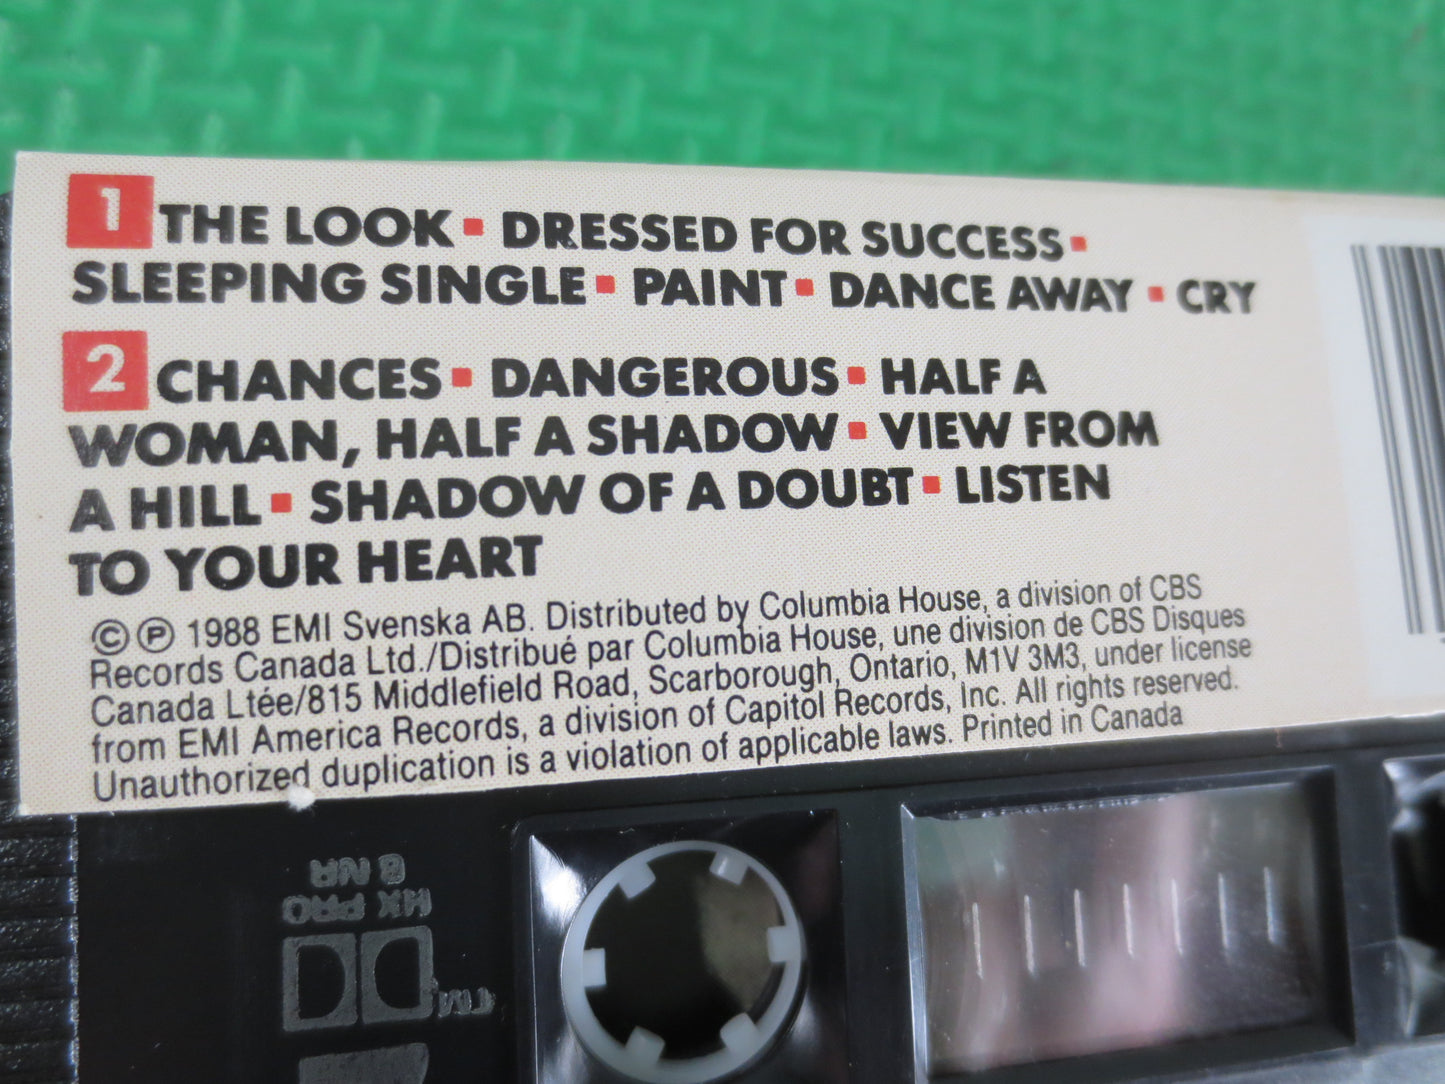 1 THE LOOK ▪ DRESSED FOR SUCCESS ▪
SLEEPING SINGLE ▪ PAINT ▪ DANCE AWAY ▪ CRY
2 CHANCES ▪ DANGEROUS ▪ HALF A
WOMAN, HALF A SHADOW ▪ VIEW FROM
A HILL ▪ SHADOW OF A DOUBT ▪ LISTEN
TO YOUR HEART
© ℗ 1988 EMI Svenska AB. Distributed by Columbia House, a division of CBS
Records Canada Ltd./Distribué par Columbia House, une division de CBS Disques
Canada Ltée/815 Middlefield Road, Scarborough, Ontario, M1V 3M3, under license
from EMI America Records, a division of Capitol Records, Inc. All rights reserved.
Unauthorized duplication is a violation of applicable laws. Printed in Canada
B NR
HX PRO
TM